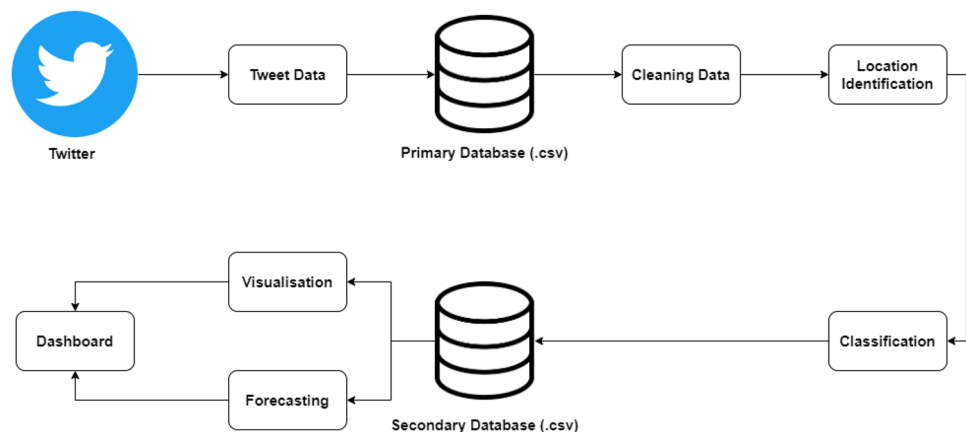 Twitter
Tweet Data
Primary Database (.csv)
Cleaning Data
Location
Identification
Classification
Secondary Database (.csv)
Visualisation
Forecasting
Dashboard